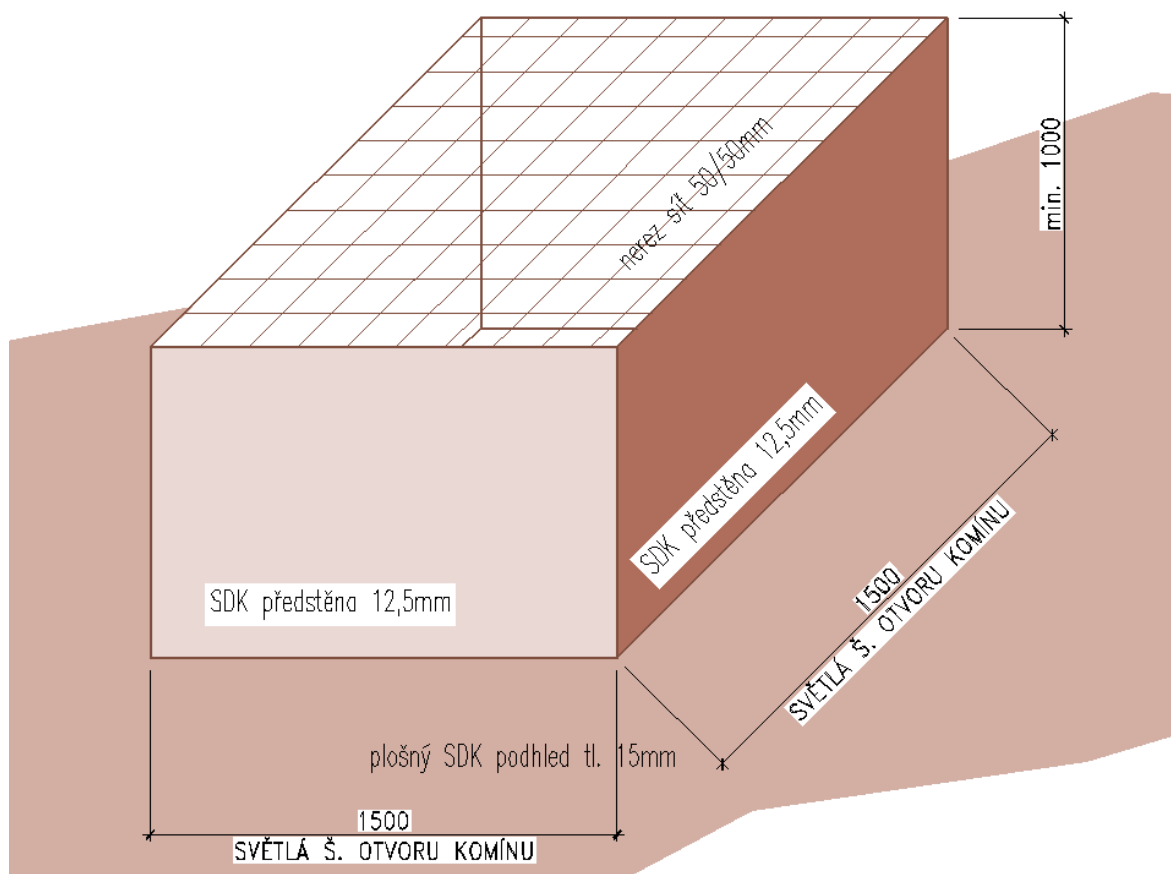 min. 1000
nerez síť 50/50mm
SDK předstěna 12,5mm
SDK předstěna 12,5mm
1500
SVĚTLÁ Š. OTVORU KOMÍNU
plošný SDK podhled tl. 15mm
1500
SVĚTLÁ Š. OTVORU KOMÍNU